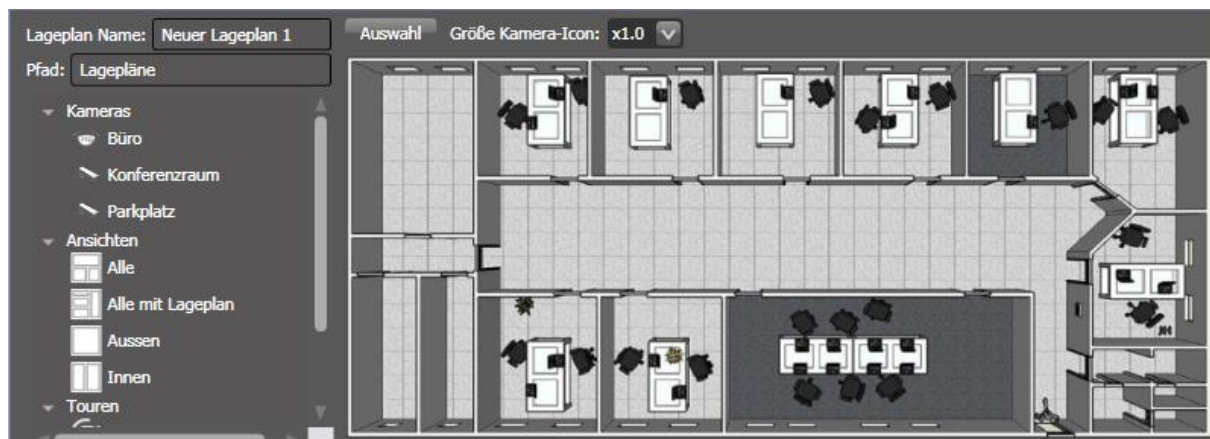 Lageplan Name: Neuer Lageplan 1
Auswahl Größe Kamera-Icon: x1.0
Pfad: Lagepläne
Kameras
Büro
Konferenzraum
Parkplatz
Ansichten
Alle
Alle mit Lageplan
Aussen
Innen
Touren